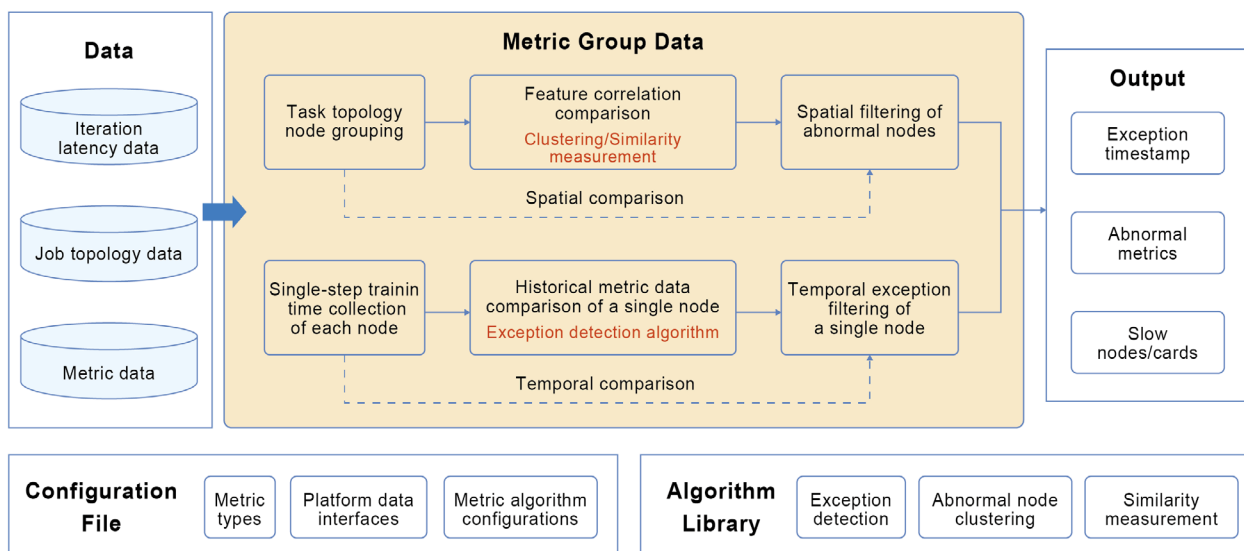 Data
Iteration
latency data
Job topology data
Metric data
Metric Group Data
Task topology
node grouping
Feature correlation
comparison
Clustering/Similarity
measurement
Spatial filtering of
abnormal nodes
Spatial comparison
Single-step trainin
time collection
of each node
Historical metric data
comparison of a single node
Exception detection algorithm
Temporal exception
filtering of
a single node
Temporal comparison
Output
Exception
timestamp
Abnormal
metrics
Slow
nodes/cards
Configuration
File
Metric
types
Platform data
interfaces
Metric algorithm
configurations
Algorithm
Library
Exception
detection
Abnormal node
clustering
Similarity
measurement